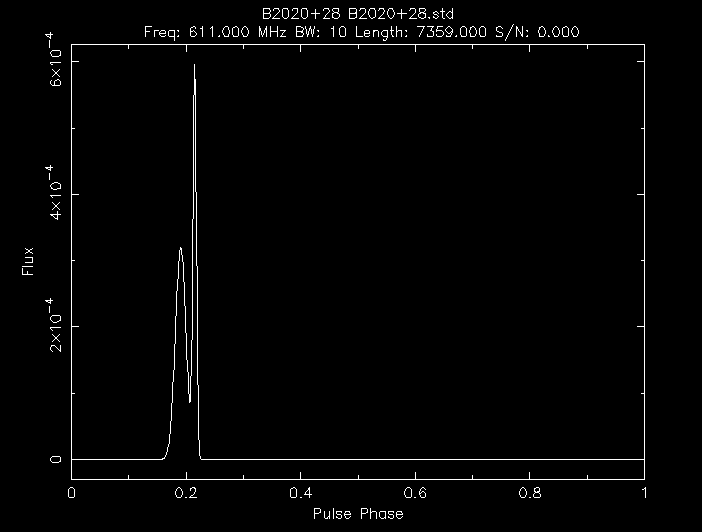 B2020+28 B2020+28.std
Freq: 611.000 MHz BW: 10 Length: 7359.000 S/N: 0.000
6×10⁻⁴
4×10⁻⁴
2×10⁻⁴
0
Flux
0 0.2 0.4 0.6 0.8 1
Pulse Phase